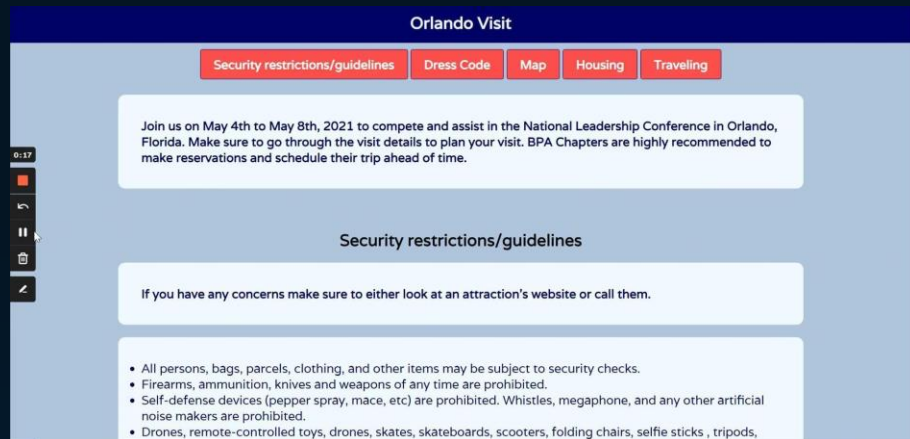 Orlando Visit
Security restrictions/guidelines
Dress Code
Map
Housing
Traveling
Join us on May 4th to May 8th, 2021 to compete and assist in the National Leadership Conference in Orlando,
Florida. Make sure to go through the visit details to plan your visit. BPA Chapters are highly recommended to
make reservations and schedule their trip ahead of time.
0:17
Security restrictions/guidelines
If you have any concerns make sure to either look at an attraction's website or call them.
• All persons, bags, parcels, clothing, and other items may be subject to security checks.
• Firearms, ammunition, knives and weapons of any time are prohibited.
• Self-defense devices (pepper spray, mace, etc) are prohibited. Whistles, megaphone, and any other artificial
noise makers are prohibited.
• Drones, remote-controlled toys, drones, skates, skateboards, scooters, folding chairs, selfie sticks , tripods,